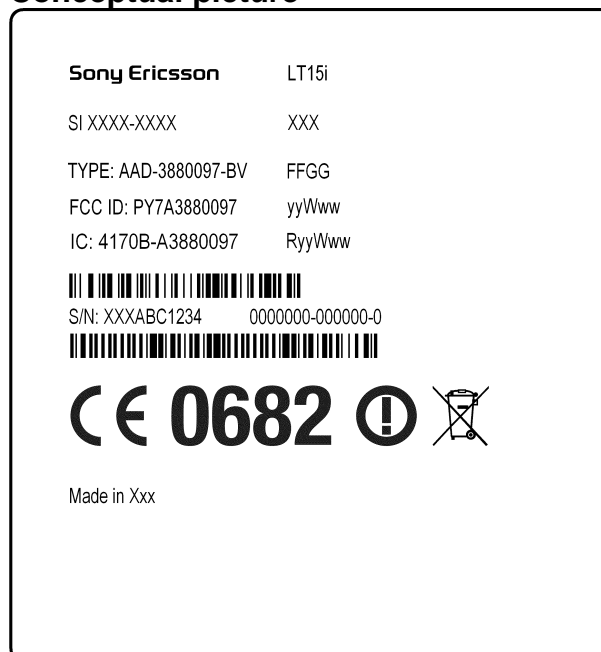 Conceptual picture
Sony Ericsson LT15i
SI XXXX-XXXX XXX
TYPE: AAD-3880097-BV FFGG
FCC ID: PY7A3880097 yyWww
IC: 4170B-A3880097 RyyWww
S/N: XXXABC1234 0000000-000000-0
CE 0682
Made in Xxx